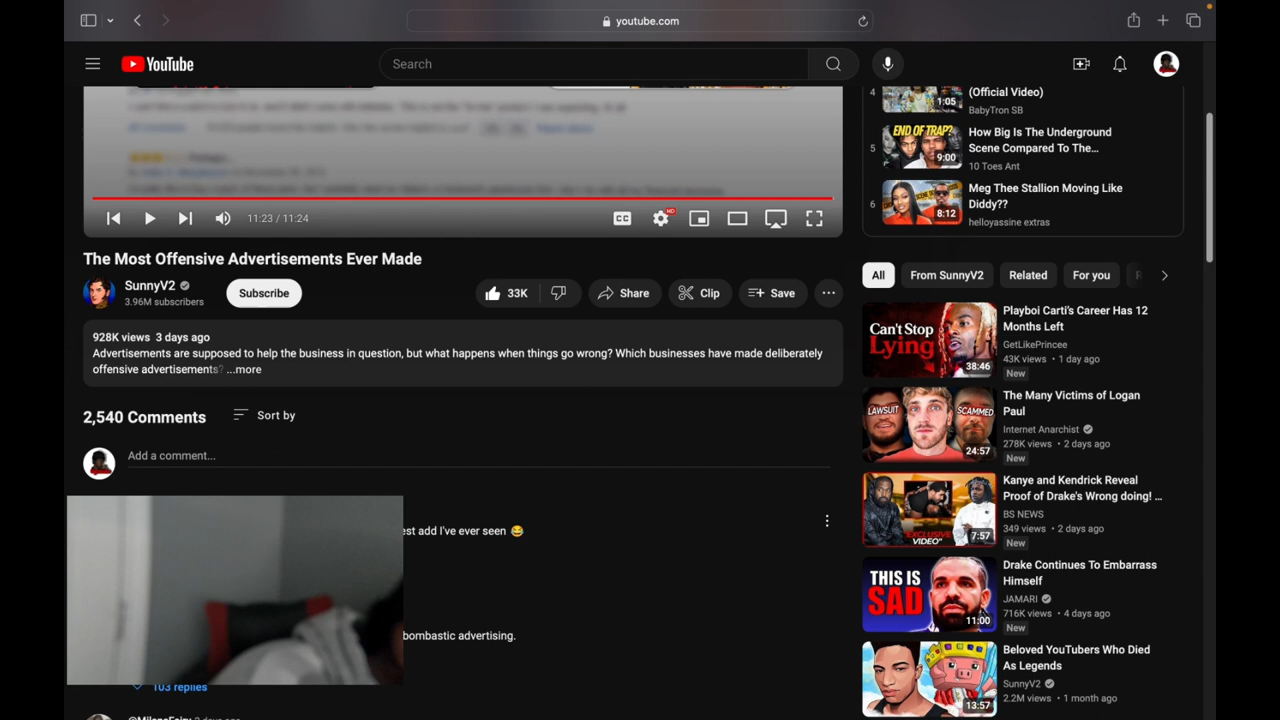 youtube.com
YouTube
Search
11:23 / 11:24
HD
CC
The Most Offensive Advertisements Ever Made
SunnyV2
3.96M subscribers
Subscribe
33K
Share
Clip
Save
928K views 3 days ago
Advertisements are supposed to help the business in question, but what happens when things go wrong? Which businesses have made deliberately
offensive advertisements? ...more
2,540 Comments
Sort by
Add a comment...
est add I've ever seen 😂
bombastic advertising.
103 replies
4
(Official Video)
BabyTron SB
1:05
5
END OF TRAP?
9:00
How Big Is The Underground
Scene Compared To The...
10 Toes Ant
6
8:12
Meg Thee Stallion Moving Like
Diddy??
helloyassine extras
All
From SunnyV2
Related
For you
Can't Stop
Lying
38:46
Playboi Carti's Career Has 12
Months Left
GetLikePrincee
43K views • 1 day ago
New
LAWSUIT
SCAMMED
24:57
The Many Victims of Logan
Paul
Internet Anarchist
278K views • 2 days ago
New
"EXCLUSIVE
VIDEO"
7:57
Kanye and Kendrick Reveal
Proof of Drake's Wrong doing! ...
BS NEWS
349 views • 2 days ago
New
THIS IS
SAD
11:00
Drake Continues To Embarrass
Himself
JAMARI
716K views • 4 days ago
New
13:57
Beloved YouTubers Who Died
As Legends
SunnyV2
2.2M views • 1 month ago